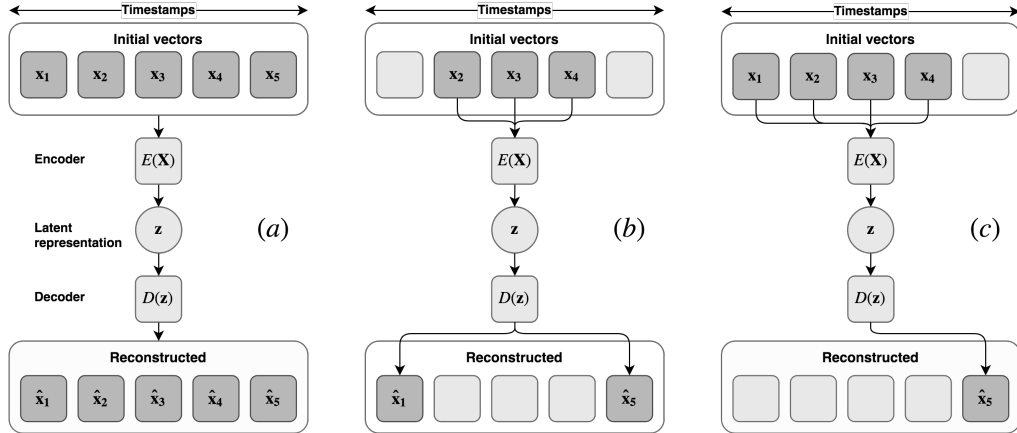 Timestamps
Initial vectors
x₁ x₂ x₃ x₄ x₅
Encoder
E(X)
Latent
representation
z
(a)
Decoder
D(z)
Reconstructed
x̂₁ x̂₂ x̂₃ x̂₄ x̂₅
Timestamps
Initial vectors
x₂ x₃ x₄
E(X)
z
(b)
D(z)
Reconstructed
x̂₁ x̂₅
Timestamps
Initial vectors
x₁ x₂ x₃ x₄
E(X)
z
(c)
D(z)
Reconstructed
x̂₅